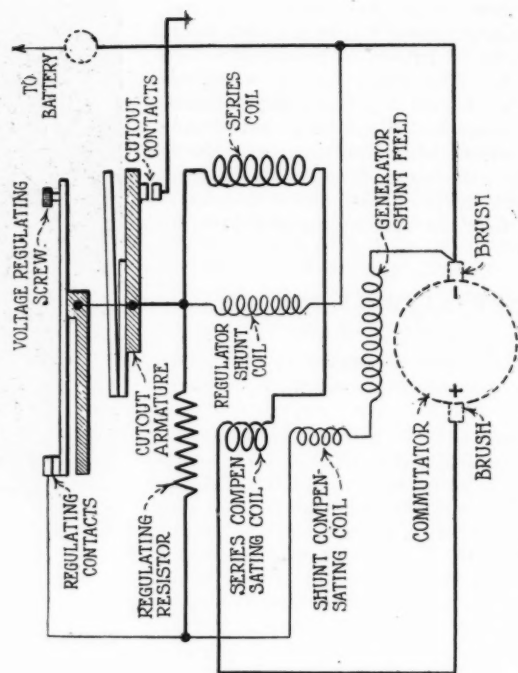 TO
BATTERY
VOLTAGE REGULATING
SCREW
CUTOUT
CONTACTS
REGULATING
CONTACTS
CUTOUT
ARMATURE
SERIES
COIL
REGULATING
RESISTOR
REGULATOR
SHUNT
COIL
SERIES COMPEN
SATING COIL
GENERATOR
SHUNT FIELD
SHUNT COMPEN-
SATING COIL
COMMUTATOR
+
-
BRUSH
BRUSH